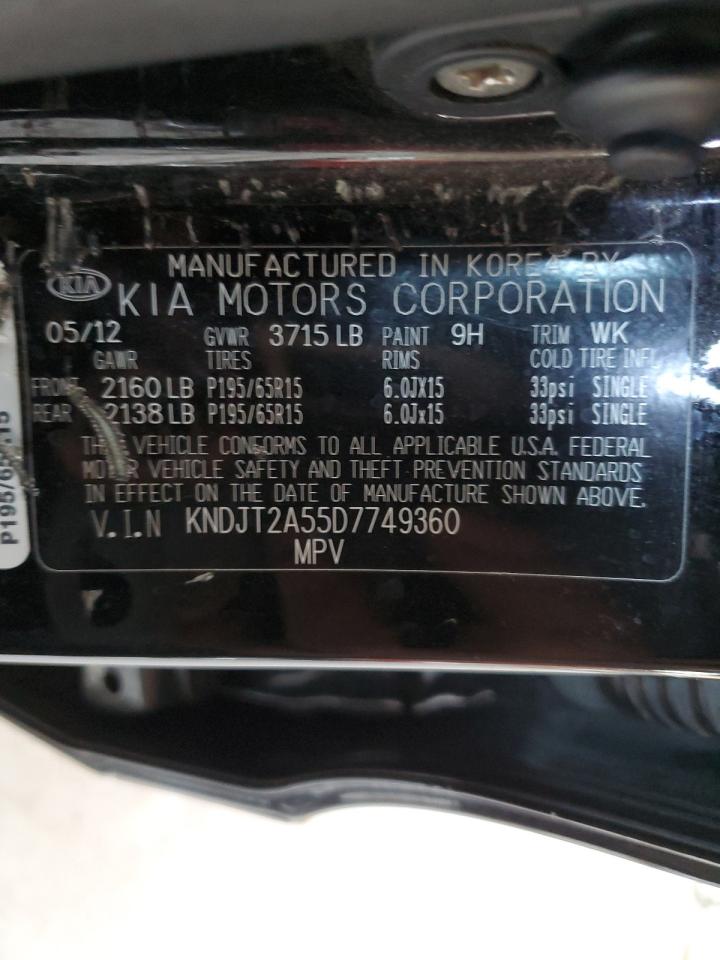 MANUFACTURED IN KOREA BY
KIA KIA MOTORS CORPORATION
05/12 GVWR 3715 LB PAINT 9H TRIM WK
GAWR TIRES RIMS COLD TIRE INFL
FRONT 2160 LB P195/65R15 6.0JX15 33psi SINGLE
REAR 2138 LB P195/65R15 6.0Jx15 33psi SINGLE
THIS VEHICLE CONFORMS TO ALL APPLICABLE U.S.A. FEDERAL
MOTOR VEHICLE SAFETY AND THEFT PREVENTION STANDARDS
IN EFFECT ON THE DATE OF MANUFACTURE SHOWN ABOVE.
V.I.N KNDJT2A55D7749360
MPV
P195/65R15